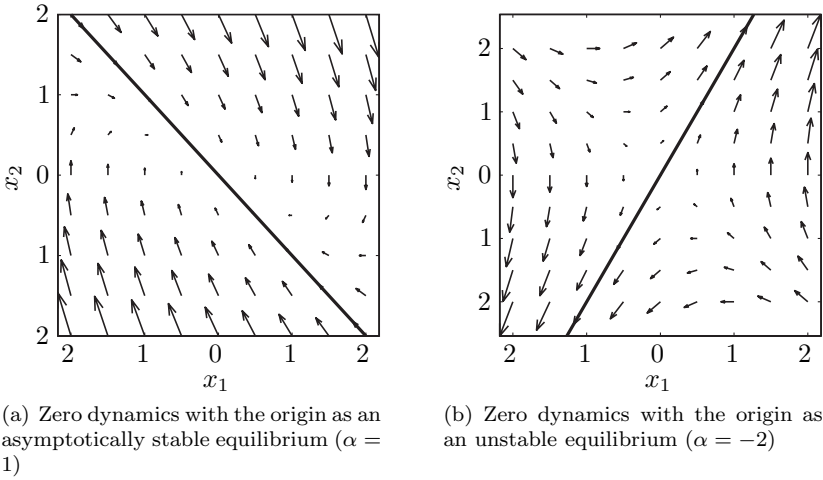 2
1
0
1
2
x2
2
1
0
1
2
x1
(a) Zero dynamics with the origin as an
asymptotically stable equilibrium (α =
1)
2
1
0
1
2
x2
2
1
0
1
2
x1
(b) Zero dynamics with the origin as
an unstable equilibrium (α = −2)